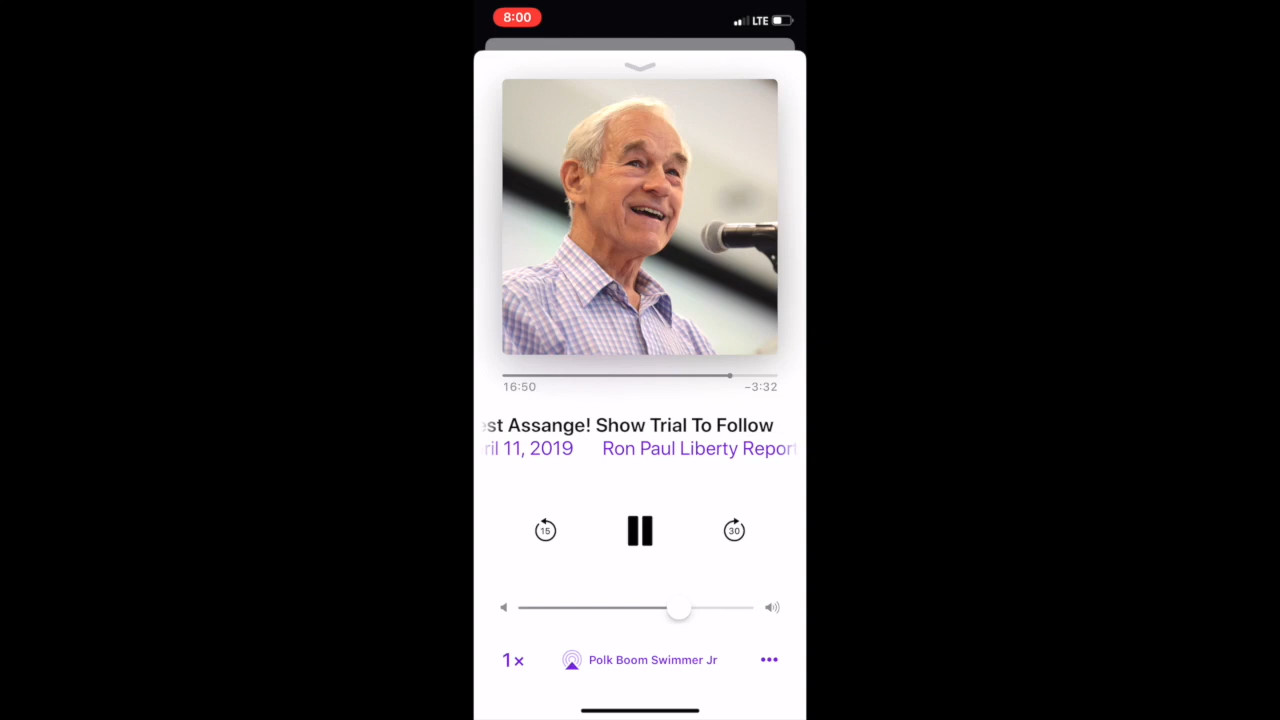 8:00
LTE
16:50
−3:32
st Assange! Show Trial To Follow
ril 11, 2019 Ron Paul Liberty Report
15
30
1×
Polk Boom Swimmer Jr